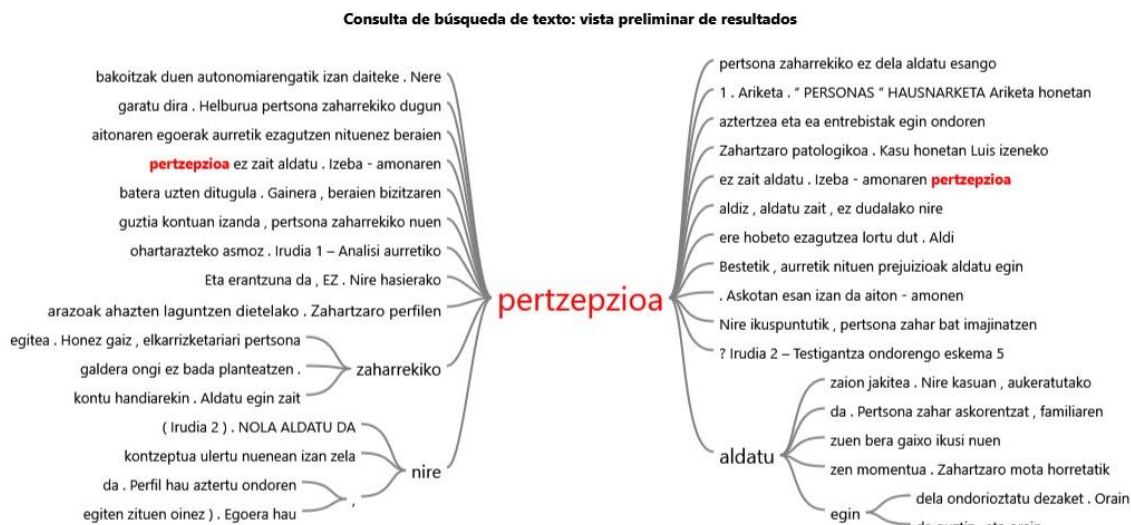 Consulta de búsqueda de texto: vista preliminar de resultados
bakoitzak duen autonomiarengatik izan daiteke . Nere
garatu dira . Helburua pertsona zaharrekiko dugun
aitonaren egoerak aurretik ezagutzen nituenez beraien
pertzepzioa ez zait aldatu . Izeba - amonaren
batera uzten ditugula . Gainera , beraien bizitzaren
guztia kontuan izanda , pertsona zaharrekiko nuen
ohartarazteko asmoz . Irudia 1 – Analisi aurretiko
Eta erantzuna da , EZ . Nire hasierako
arazoak ahazten laguntzen dietelako . Zahartzaro perfilen
egitea . Honez gaiz , elkarrizketariari pertsona
galdera ongi ez bada planteatzen .
kontu handiarekin . Aldatu egin zait
zaharrekiko
( Irudia 2 ) . NOLA ALDATU DA
kontzeptua ulertu nuenean izan zela
da . Perfil hau aztertu ondoren
egiten zituen oinez ) . Egoera hau
,
nire
pertzepzioa
pertsona zaharrekiko ez dela aldatu esango
1 . Ariketa . “ PERSONAS “ HAUSNARKETA Ariketa honetan
aztertzea eta ea entrebistak egin ondoren
Zahartzaro patologikoa . Kasu honetan Luis izeneko
ez zait aldatu . Izeba - amonaren pertzepzioa
aldiz , aldatu zait , ez dudalako nire
ere hobeto ezagutzea lortu dut . Aldi
Bestetik , aurretik nituen prejuizioak aldatu egin
. Askotan esan izan da aiton - amonen
Nire ikuspuntutik , pertsona zahar bat imajinatzen
? Irudia 2 – Testigantza ondorengo eskema 5
aldatu
zaion jakitea . Nire kasuan , aukeratutako
da . Pertsona zahar askorentzat , familiaren
zuen bera gaixo ikusi nuen
zen momentua . Zahartzaro mota horretatik
egin
dela ondorioztatu dezaket . Orain